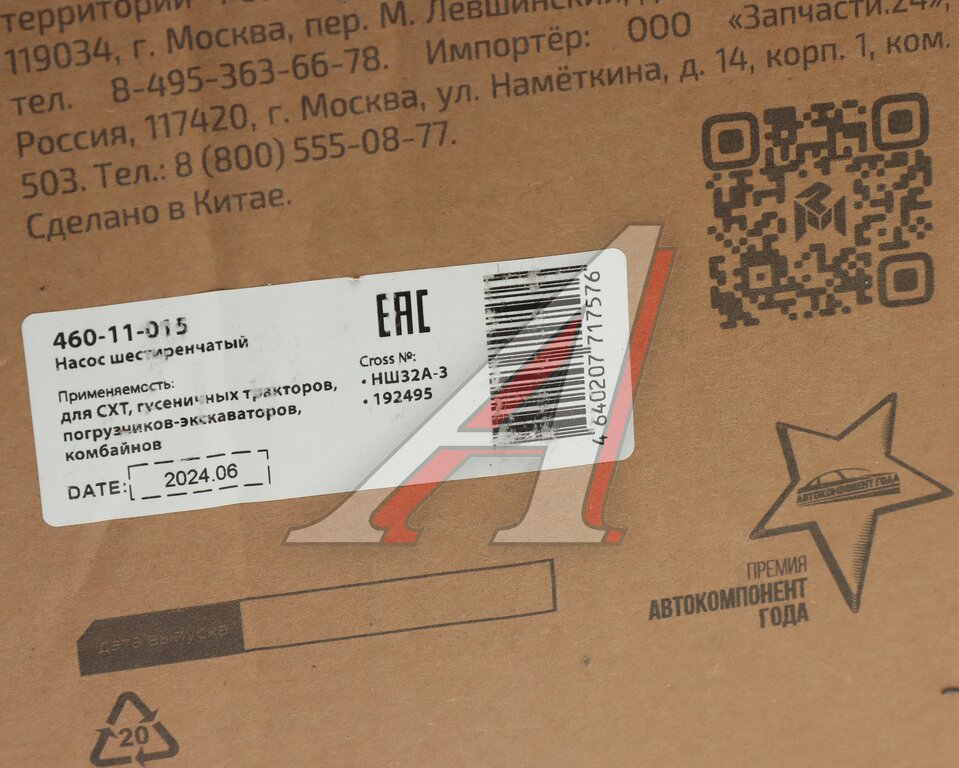 территории
119034, г. Москва, пер. М. Левшинский,
тел. 8-495-363-66-78. Импортёр: ООО «Запчасти.24»,
Россия, 117420, г. Москва, ул. Намёткина, д. 14, корп. 1, ком.
503. Тел.: 8 (800) 555-08-77.
Сделано в Китае.
460-11-015
Насос шестиренчатый
Применяемость:
для СХТ, гусеничных тракторов,
погрузчиков-экскаваторов,
комбайнов
DATE: 2024.06
EAC
Cross №:
• НШ32А-3
• 192495
4 640207 717576
АВТОКОМПОНЕНТ ГОДА
ПРЕМИЯ
АВТОКОМПОНЕНТ
ГОДА
дата выпуска
20